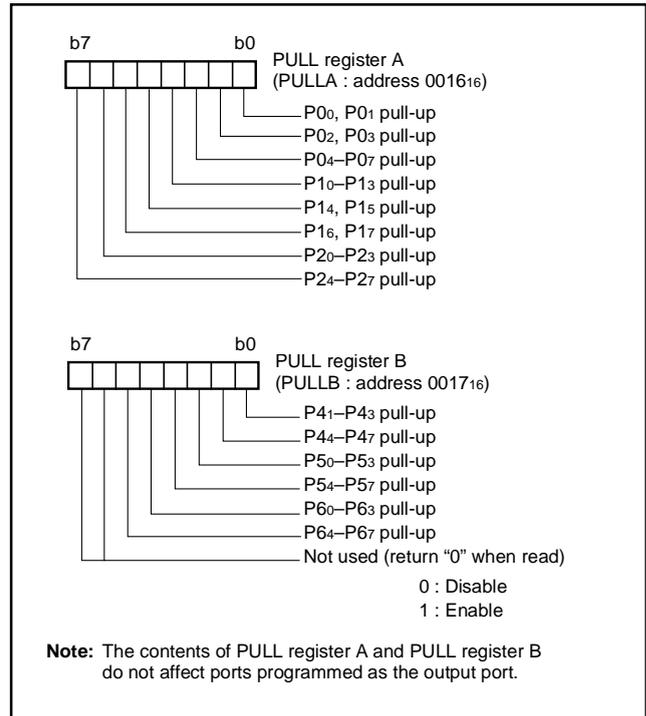 b7 b0
PULL register A
(PULLA : address 0016₁₆)
P0₀, P0₁ pull-up
P0₂, P0₃ pull-up
P0₄–P0₇ pull-up
P1₀–P1₃ pull-up
P1₄, P1₅ pull-up
P1₆, P1₇ pull-up
P2₀–P2₃ pull-up
P2₄–P2₇ pull-up
b7 b0
PULL register B
(PULLB : address 0017₁₆)
P4₁–P4₃ pull-up
P4₄–P4₇ pull-up
P5₀–P5₃ pull-up
P5₄–P5₇ pull-up
P6₀–P6₃ pull-up
P6₄–P6₇ pull-up
Not used (return “0” when read)
0 : Disable
1 : Enable
Note: The contents of PULL register A and PULL register B
do not affect ports programmed as the output port.